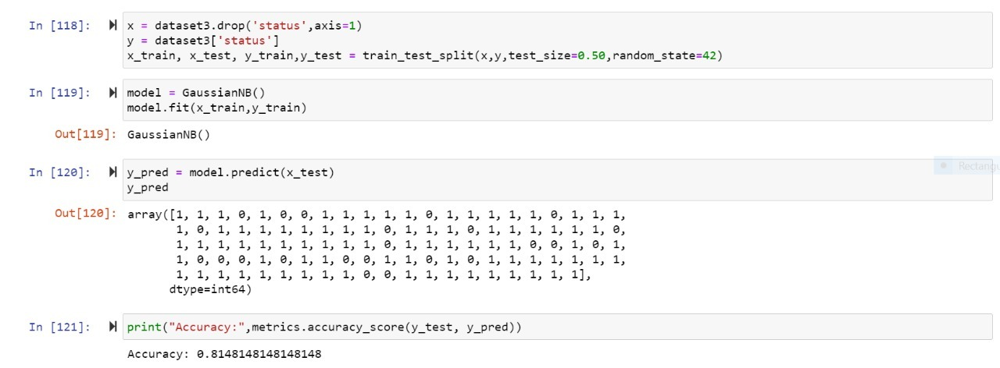 In [118]: x = dataset3.drop('status',axis=1)
y = dataset3['status']
x_train, x_test, y_train,y_test = train_test_split(x,y,test_size=0.50,random_state=42)
In [119]: model = GaussianNB()
model.fit(x_train,y_train)
Out[119]: GaussianNB()
In [120]: y_pred = model.predict(x_test)
y_pred
Out[120]: array([1, 1, 1, 0, 1, 0, 0, 1, 1, 1, 1, 1, 0, 1, 1, 1, 1, 1, 0, 1, 1, 1,
1, 0, 1, 1, 1, 1, 1, 1, 1, 1, 0, 1, 1, 1, 0, 1, 1, 1, 1, 1, 1, 0,
1, 1, 1, 1, 1, 1, 1, 1, 1, 1, 0, 1, 1, 1, 1, 1, 1, 0, 0, 1, 0, 1,
1, 0, 0, 0, 1, 0, 1, 1, 0, 0, 1, 1, 0, 1, 0, 1, 1, 1, 1, 1, 1, 1,
1, 1, 1, 1, 1, 1, 1, 1, 1, 0, 0, 1, 1, 1, 1, 1, 1, 1, 1, 1, 1],
dtype=int64)
In [121]: print("Accuracy:",metrics.accuracy_score(y_test, y_pred))
Accuracy: 0.8148148148148148